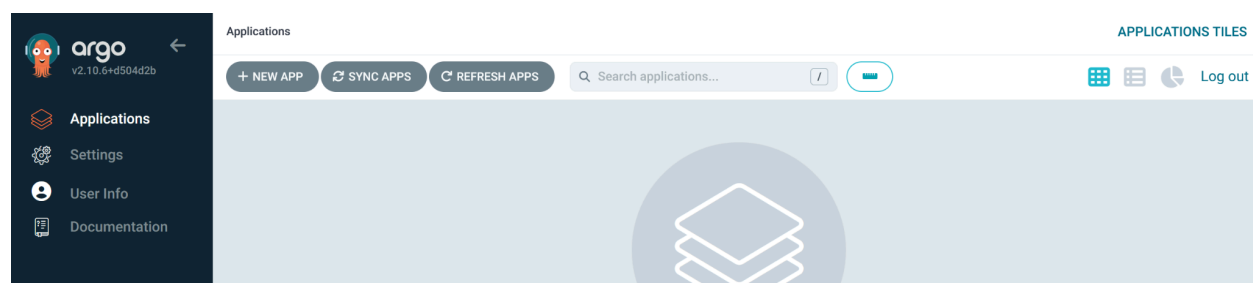 argo
v2.10.6+d504d2b
Applications
Settings
User Info
Documentation
Applications
APPLICATIONS TILES
+ NEW APP
SYNC APPS
REFRESH APPS
Search applications...
/
Log out